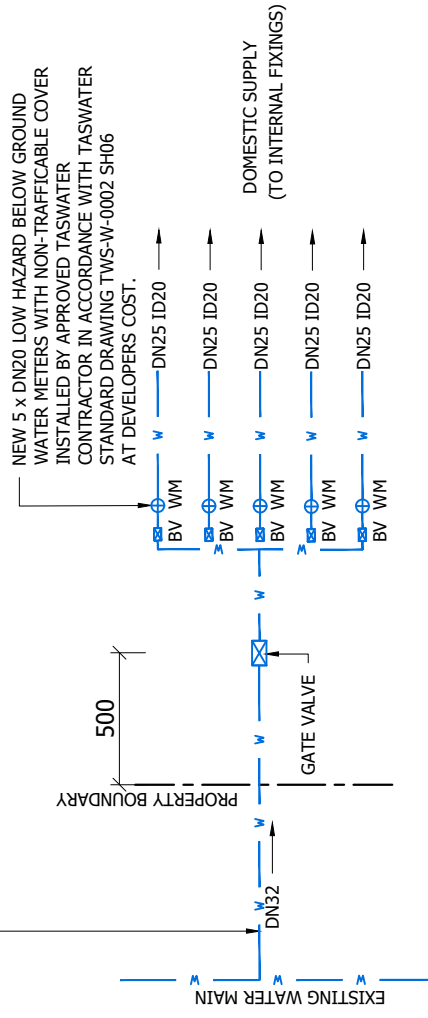 NEW 5 x DN20 LOW HAZARD BELOW GROUND
WATER METERS WITH NON-TRAFFICABLE COVER
INSTALLED BY APPROVED TASWATER
CONTRACTOR IN ACCORDANCE WITH TASWATER
STANDARD DRAWING TWS-W-0002 SH06
AT DEVELOPERS COST.
DOMESTIC SUPPLY
(TO INTERNAL FIXINGS)
W DN25 ID20
BV WM
W
W DN25 ID20
BV WM
W W DN25 ID20
BV WM
W DN25 ID20
BV WM
W
W DN25 ID20
BV WM
500
GATE VALVE
W
PROPERTY BOUNDARY
W
W
DN32
W
W
EXISTING WATER MAIN